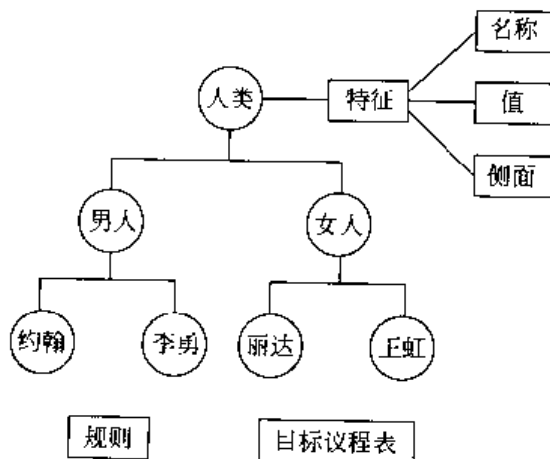 名称
人类
特征
值
侧面
男人
女人
约翰
李勇
丽达
王虹
规则
目标议程表